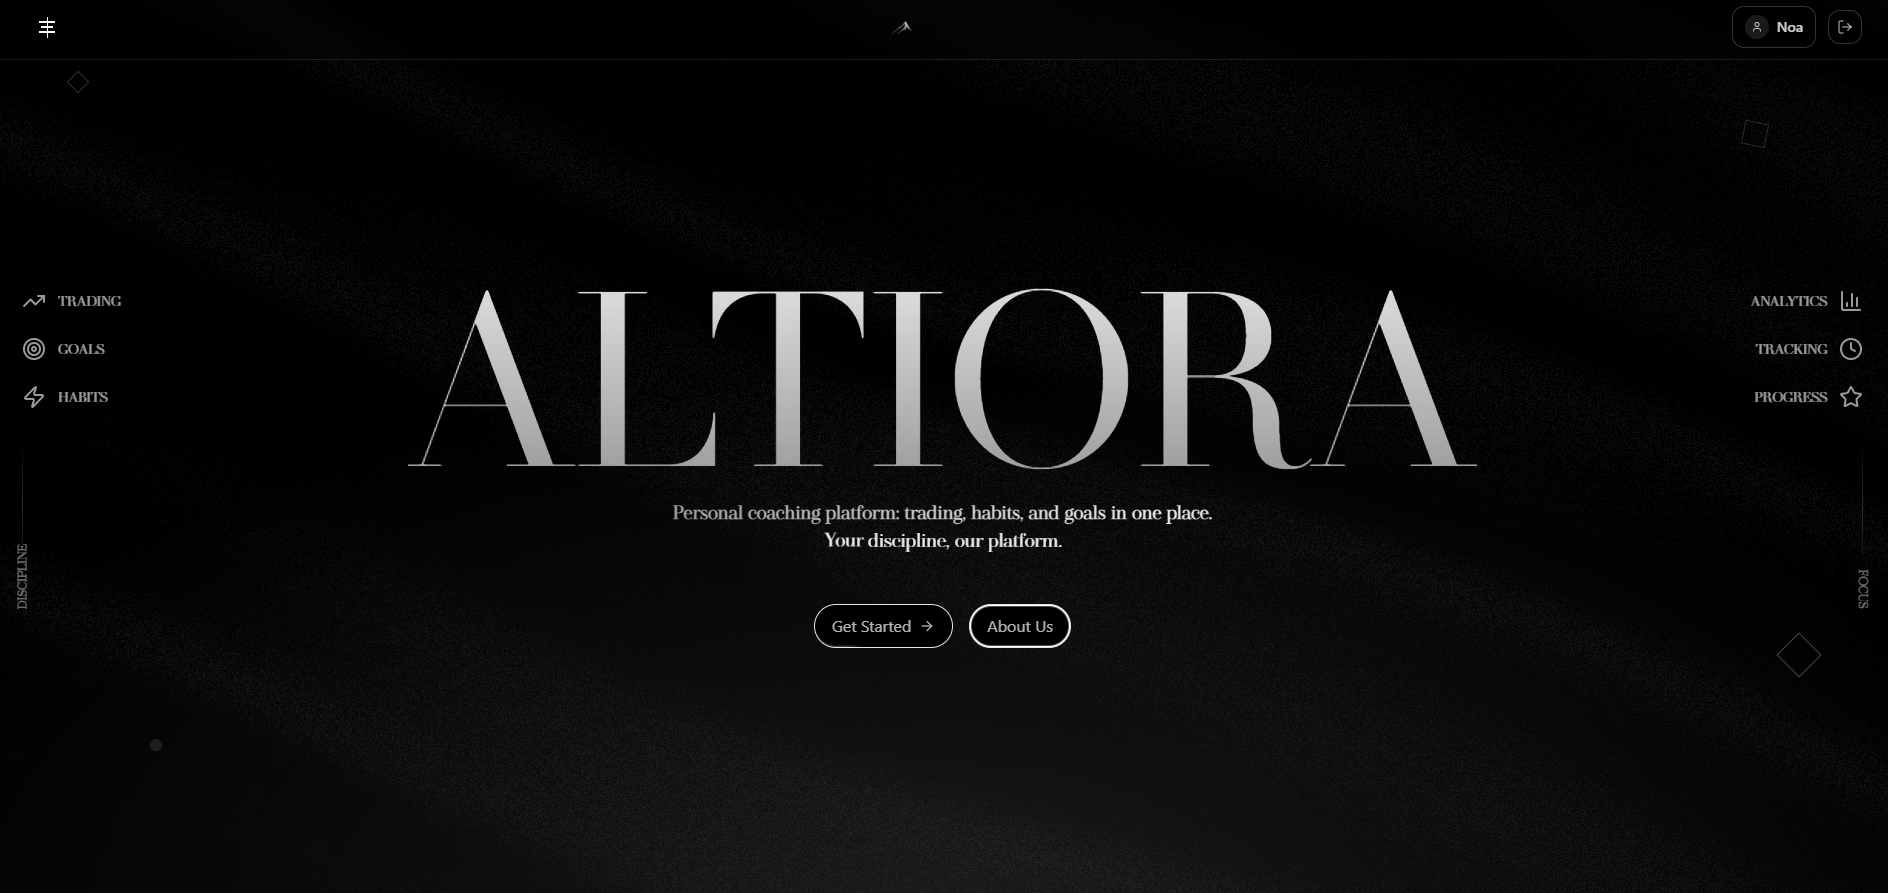 Noa
TRADING
GOALS
HABITS
ANALYTICS
TRACKING
PROGRESS
ALTIORA
Personal coaching platform: trading, habits, and goals in one place.
Your discipline, our platform.
Get Started
About Us
DISCIPLINE
FOCUS